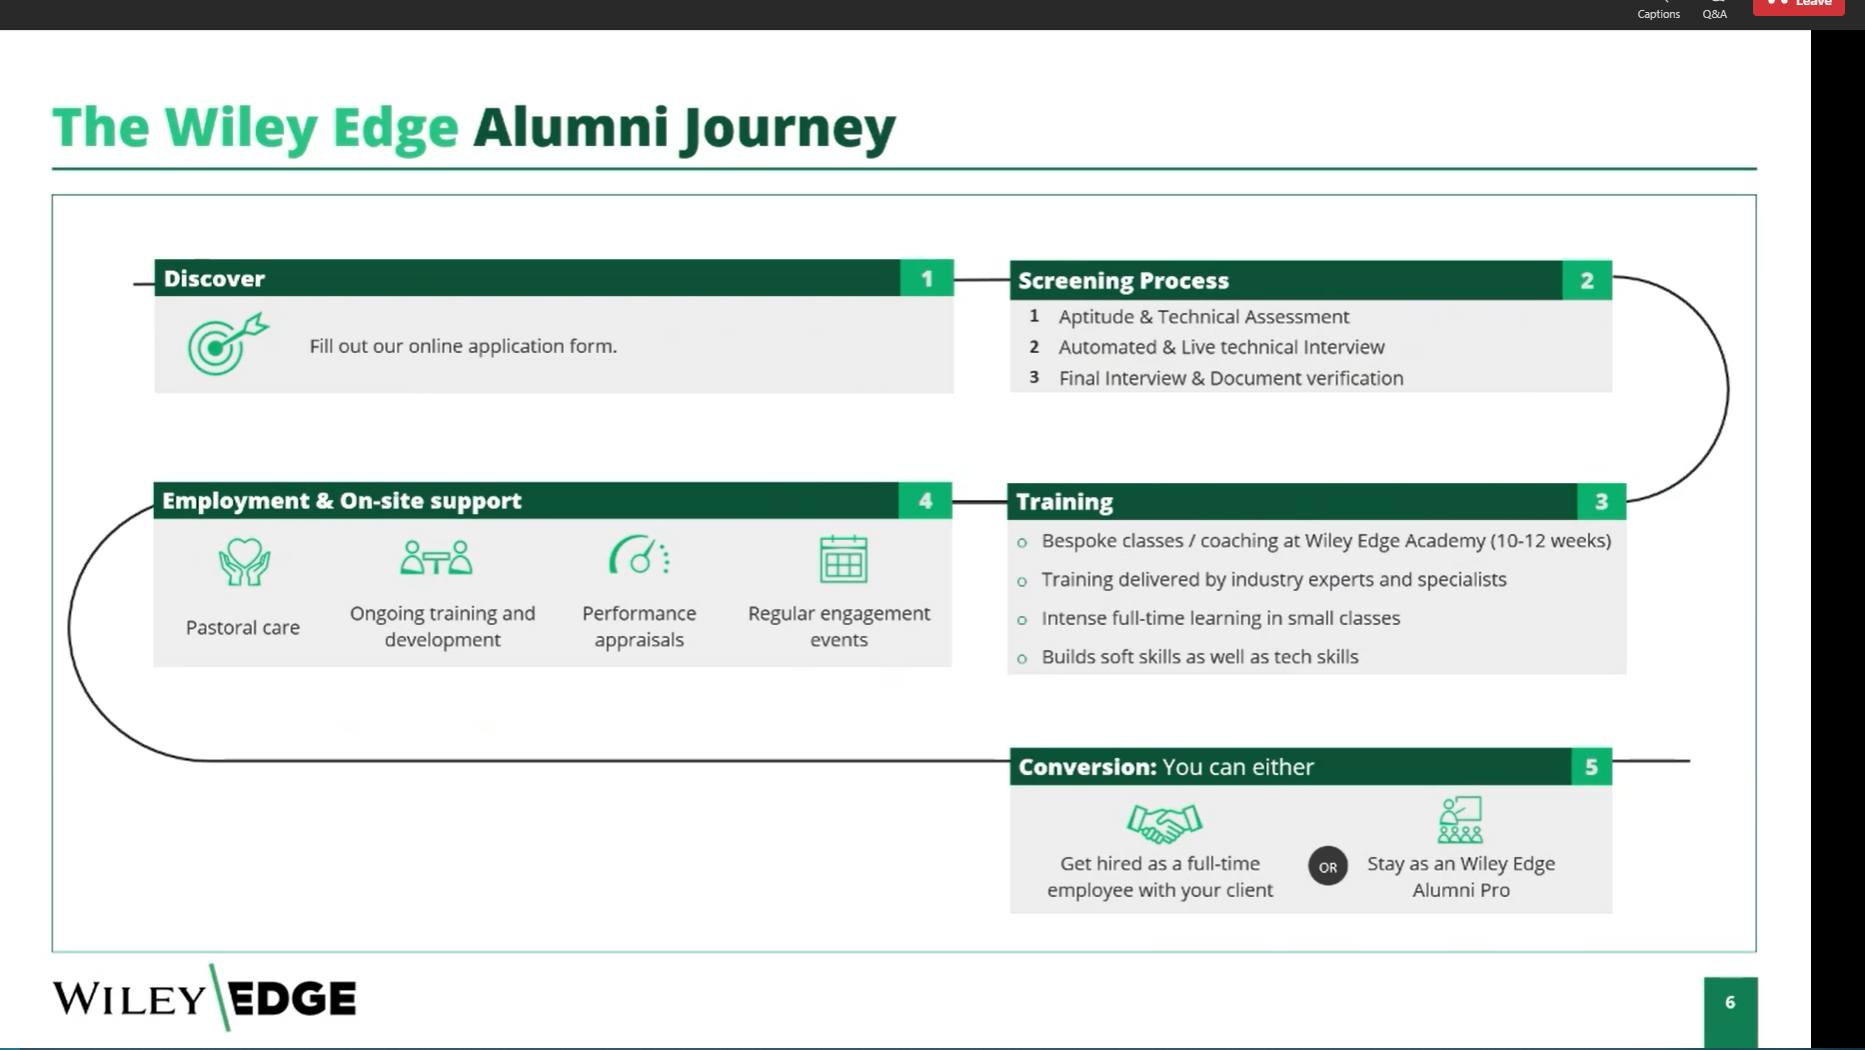 Captions
Q&A
Leave
The Wiley Edge Alumni Journey
Discover
1
Fill out our online application form.
Screening Process
2
1 Aptitude & Technical Assessment
2 Automated & Live technical Interview
3 Final Interview & Document verification
Training
3
Bespoke classes / coaching at Wiley Edge Academy (10-12 weeks)
Training delivered by industry experts and specialists
Intense full-time learning in small classes
Builds soft skills as well as tech skills
Employment & On-site support
4
Pastoral care
Ongoing training and
development
Performance
appraisals
Regular engagement
events
Conversion: You can either
5
Get hired as a full-time
employee with your client
OR
Stay as an Wiley Edge
Alumni Pro
WILEY EDGE
6